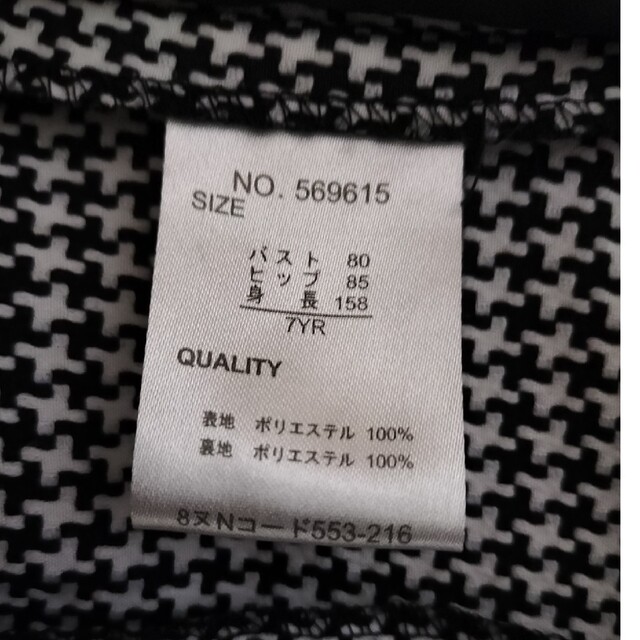 NO. 569615
SIZE
バスト 80
ヒップ 85
身長 158
7YR
QUALITY
表地 ポリエステル 100%
裏地 ポリエステル 100%
8ヌNコード553-216